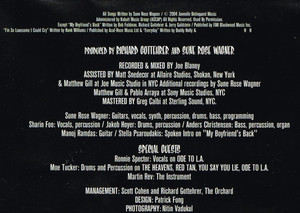 All Songs Written by Sune Rose Wagner / © 2004 Juvenile Delinquent Music
Administered by Kobalt Music Group (ASCAP) All Rights Reserved, Used by Permission.
Except "My Boyfriend's Back" Written by Bob Feldman, Richard Gottehrer & Jerry Goldstein / Published by EMI Blackwood Music Inc.
"I'm So Lonesome I Could Cry" Written by Hank Williams / Published by Acuff-Rose Music Ltd & "Everyday" Written by Buddy Holly &
PRODUCED BY RICHARD GOTTEHRER AND SUNE ROSE WAGNER
RECORDED & MIXED BY Joe Blaney
ASSISTED BY Matt Snedecor at Allaire Studios, Shokan, New York
& Matthew Gill at Joe Music Studio in NYC Additional recordings by Sune Rose Wagner
Matthew Gill & Pablo Arraya at Sony Music Studios, NYC
MASTERED BY Greg Calbi at Sterling Sound, NYC.
Sune Rose Wagner: Guitars, vocals, synth, percussion, drums, bass, programming
Sharin Foo: Vocals, percussion / Jakob Hoyer: Drums, percussion, organ / Anders Christensen: Bass, percussion, organ
Manoj Ramdas: Guitar / Stella Psaroudakis: Spoken Intro on "My Boyfriend's Back"
SPECIAL GUESTS
Ronnie Spector: Vocals on ODE TO L.A.
Moe Tucker: Drums and Percussion on THE HEAVENS, RED TAN, YOU SAY YOU LIE, ODE TO L.A.
Martin Rev: The Instrument
MANAGEMENT: Scott Cohen and Richard Gottehrer, The Orchard
DESIGN: Patrick Fong
PHOTOGRAPHY: Nitin Vadukul